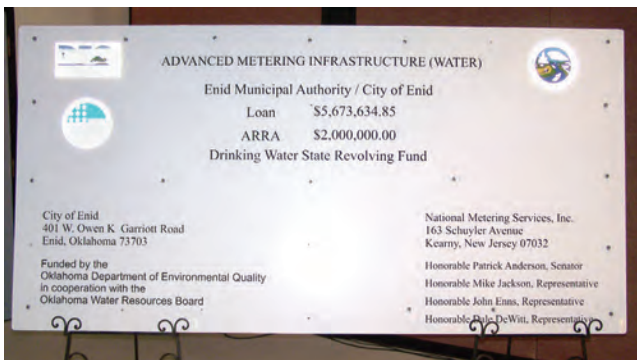 ADVANCED METERING INFRASTRUCTURE (WATER)
Enid Municipal Authority / City of Enid
Loan $5,673,634.85
ARRA $2,000,000.00
Drinking Water State Revolving Fund
City of Enid
401 W. Owen K Garriott Road
Enid, Oklahoma 73703
Funded by the
Oklahoma Department of Environmental Quality
in cooperation with the
Oklahoma Water Resources Board
National Metering Services, Inc.
163 Schuyler Avenue
Kearny, New Jersey 07032
Honorable Patrick Anderson, Senator
Honorable Mike Jackson, Representative
Honorable John Enns, Representative
Honorable Dale DeWitt, Representative